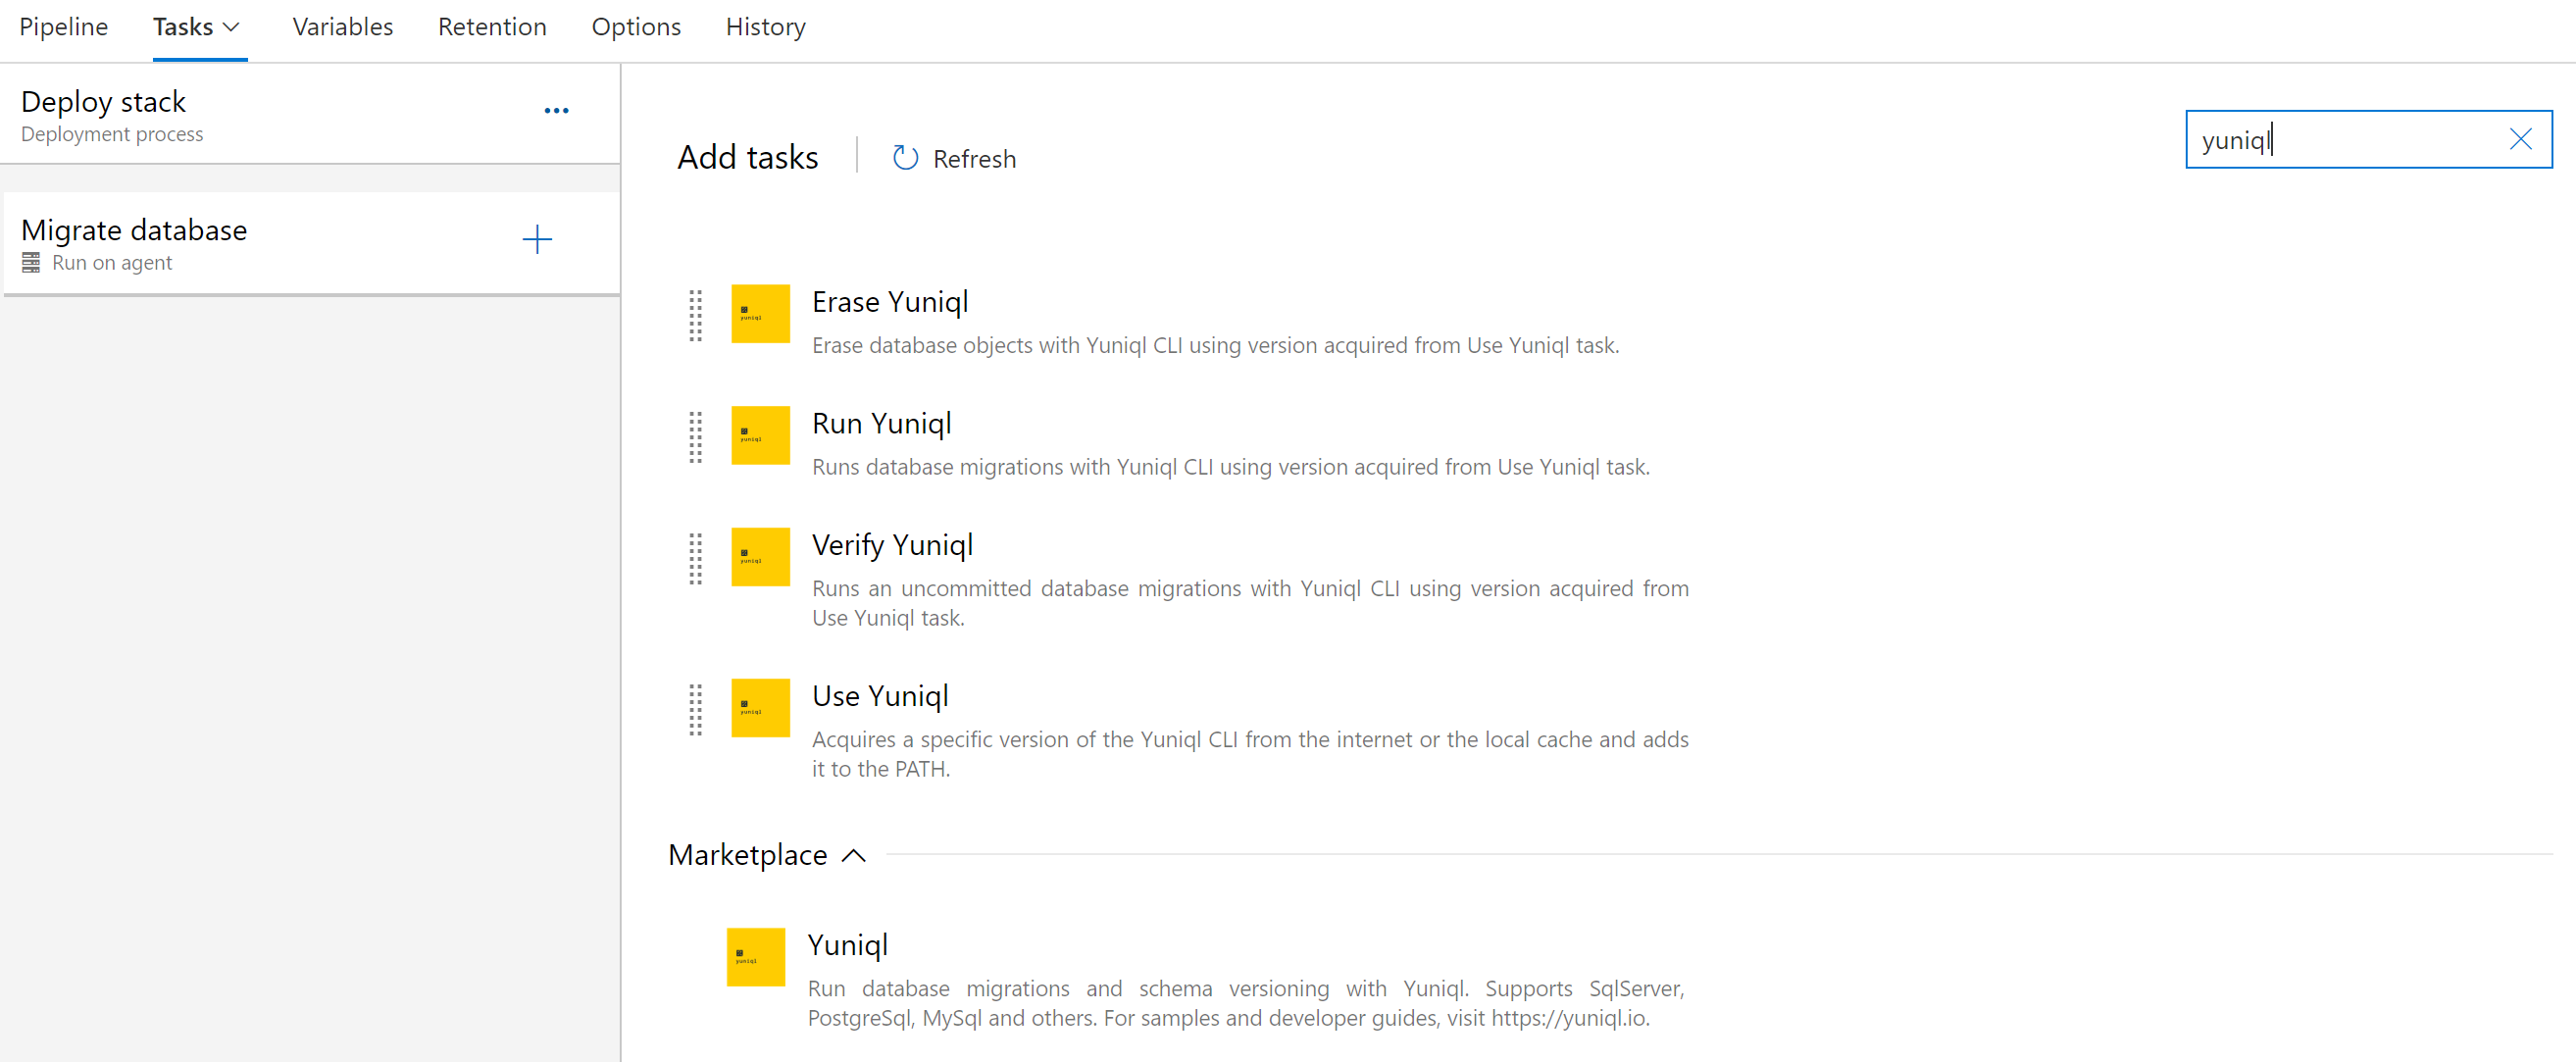 Pipeline Tasks Variables Retention Options History
Deploy stack
Deployment process
Migrate database
Run on agent
Add tasks Refresh
yuniql
yuniql
Erase Yuniql
Erase database objects with Yuniql CLI using version acquired from Use Yuniql task.
yuniql
Run Yuniql
Runs database migrations with Yuniql CLI using version acquired from Use Yuniql task.
yuniql
Verify Yuniql
Runs an uncommitted database migrations with Yuniql CLI using version acquired from
Use Yuniql task.
yuniql
Use Yuniql
Acquires a specific version of the Yuniql CLI from the internet or the local cache and adds
it to the PATH.
Marketplace
yuniql
Yuniql
Run database migrations and schema versioning with Yuniql. Supports SqlServer,
PostgreSql, MySql and others. For samples and developer guides, visit https://yuniql.io.